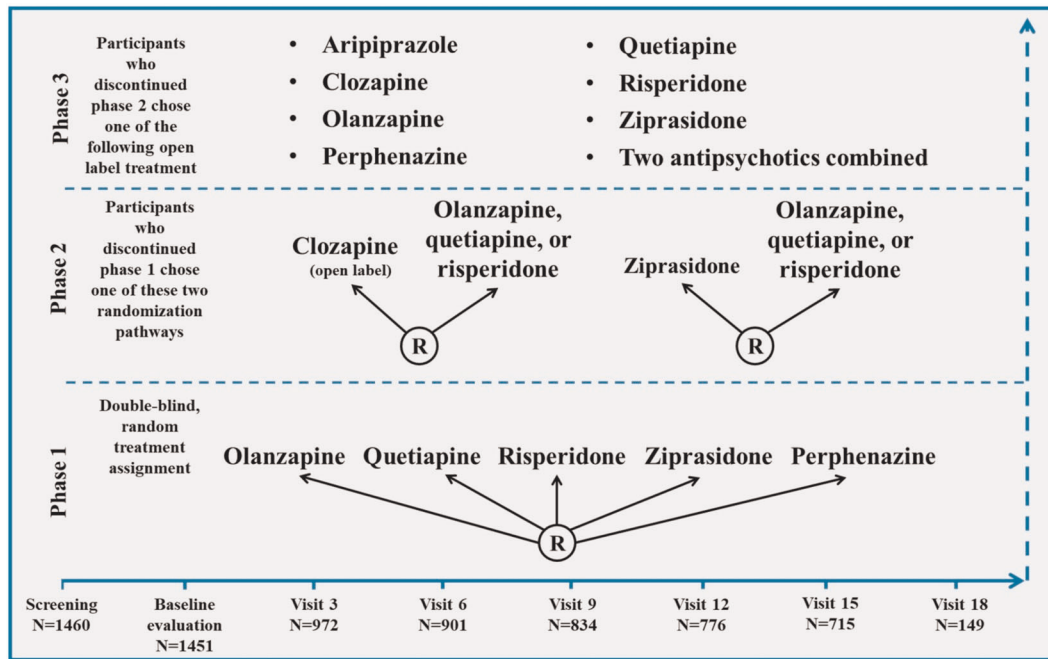 Phase 3
Participants
who
discontinued
phase 2 chose
one of the
following open
label treatment
• Aripiprazole
• Clozapine
• Olanzapine
• Perphenazine
• Quetiapine
• Risperidone
• Ziprasidone
• Two antipsychotics combined
Phase 2
Participants
who
discontinued
phase 1 chose
one of these two
randomization
pathways
Clozapine
(open label)
Olanzapine,
quetiapine, or
risperidone
R
Ziprasidone
Olanzapine,
quetiapine, or
risperidone
R
Phase 1
Double-blind,
random
treatment
assignment
Olanzapine Quetiapine Risperidone Ziprasidone Perphenazine
R
Screening
N=1460
Baseline
evaluation
N=1451
Visit 3
N=972
Visit 6
N=901
Visit 9
N=834
Visit 12
N=776
Visit 15
N=715
Visit 18
N=149